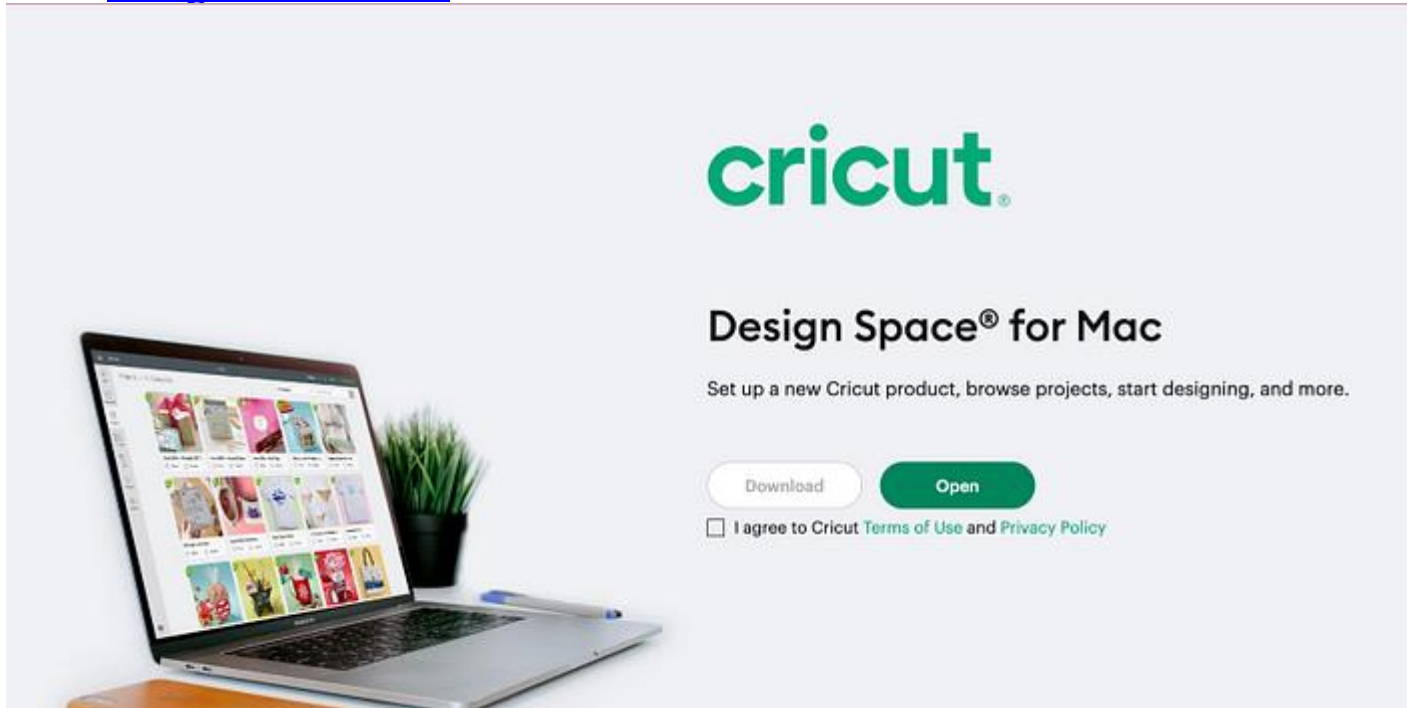 cricut®
Design Space® for Mac
Set up a new Cricut product, browse projects, start designing, and more.
Download
Open
I agree to Cricut Terms of Use and Privacy Policy